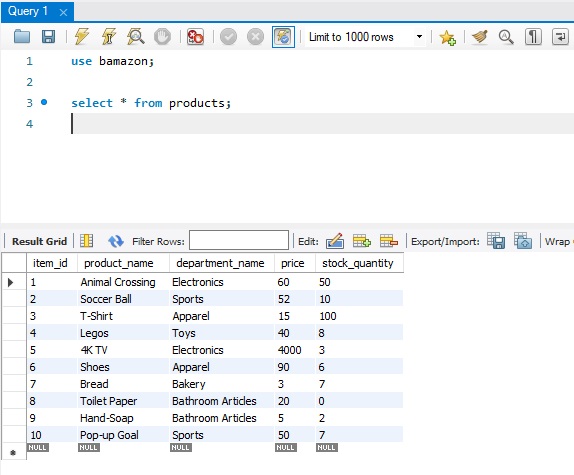 Query 1
Limit to 1000 rows
1 use bamazon;
2
3 select * from products;
4
Result Grid Filter Rows: Edit: Export/Import: Wrap C
item_id product_name department_name price stock_quantity
1 Animal Crossing Electronics 60 50
2 Soccer Ball Sports 52 10
3 T-Shirt Apparel 15 100
4 Legos Toys 40 8
5 4K TV Electronics 4000 3
6 Shoes Apparel 90 6
7 Bread Bakery 3 7
8 Toilet Paper Bathroom Articles 20 0
9 Hand-Soap Bathroom Articles 5 2
10 Pop-up Goal Sports 50 7
NULL NULL NULL NULL NULL